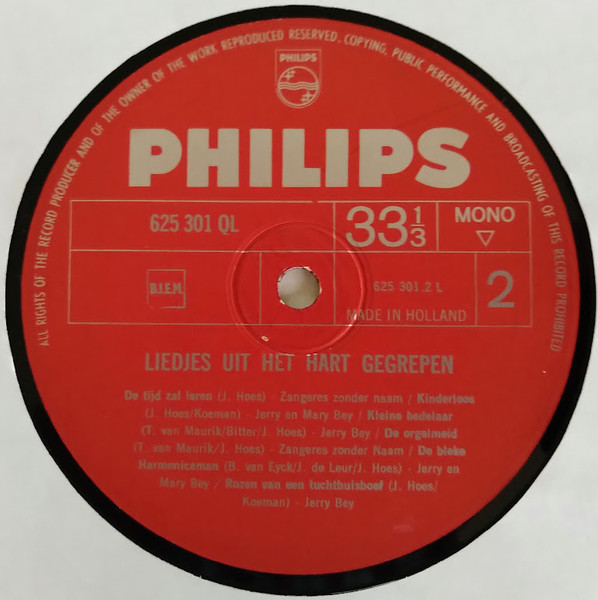 ALL RIGHTS OF THE RECORD PRODUCER AND OF THE OWNER OF THE WORK REPRODUCED RESERVED. COPYING, PUBLIC PERFORMANCE AND BROADCASTING OF THIS RECORD PROHIBITED
PHILIPS
PHILIPS
625 301 QL
33 1/3
MONO
B.I.E.M.
625 301.2 L
2
MADE IN HOLLAND
LIEDJES UIT HET HART GEGREPEN
De tijd zal leren (J. Hoes) - Zangeres zonder naam / Kinderloos
(J. Hoes/Koeman) - Jerry en Mary Bey / Kleine bedelaar
(T. van Maurik/Bitter/J. Hoes) - Jerry Bey / De orgelmeid
(T. van Maurik/J. Hoes) - Zangeres zonder Naam / De bleke
Harmoniceman (B. van Eyck/J. de Leur/J. Hoes) - Jerry en
Mary Bey / Rozen van een tuchthuisboef (J. Hoes/
Koeman) - Jerry Bey